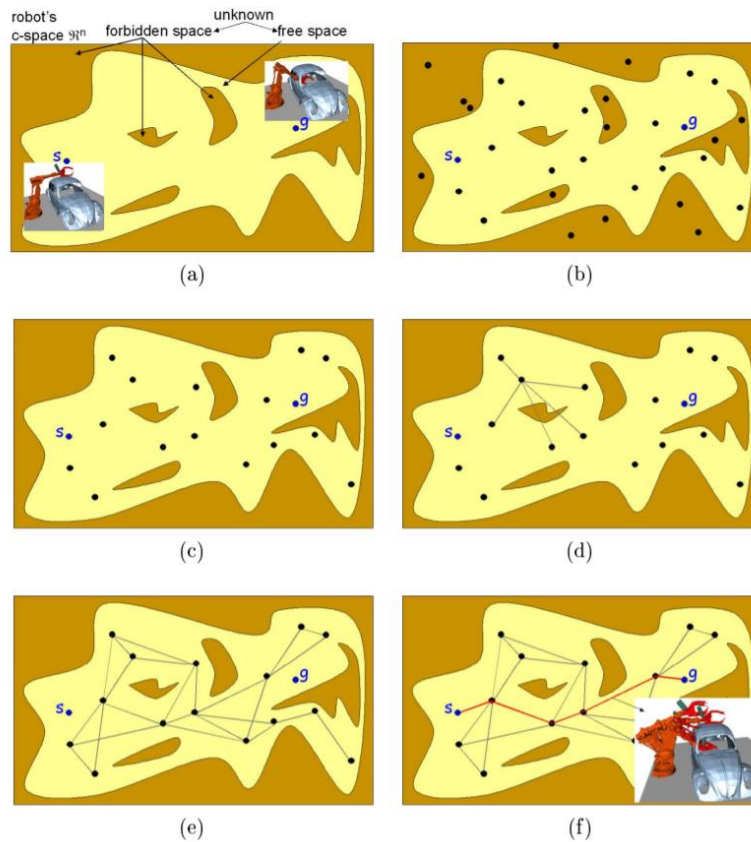 unknown
robot's
c-space ℜⁿ forbidden space free space
g
s
(a)
g
s
(b)
g
s
(c)
g
s
(d)
g
s
(e)
g
s
(f)